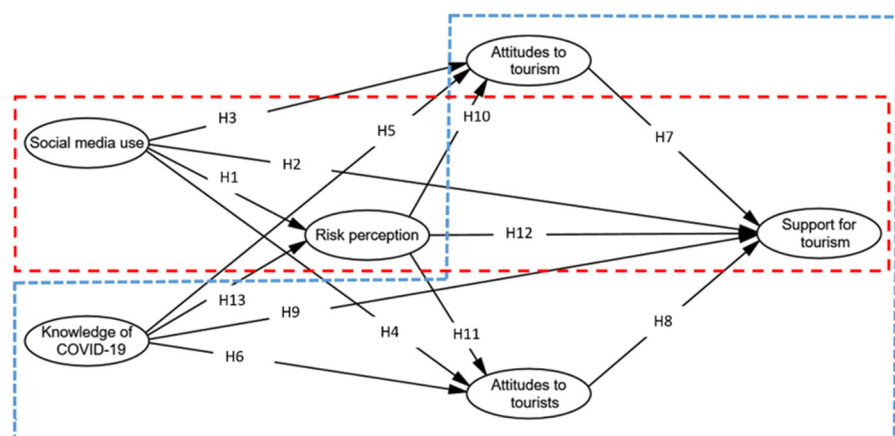 Attitudes to
tourism
H3
H10
H5
Social media use
H7
H2
H1
Risk perception
H12
Support for
tourism
H13
H9
Knowledge of
COVID-19
H4
H11
H8
H6
Attitudes to
tourists